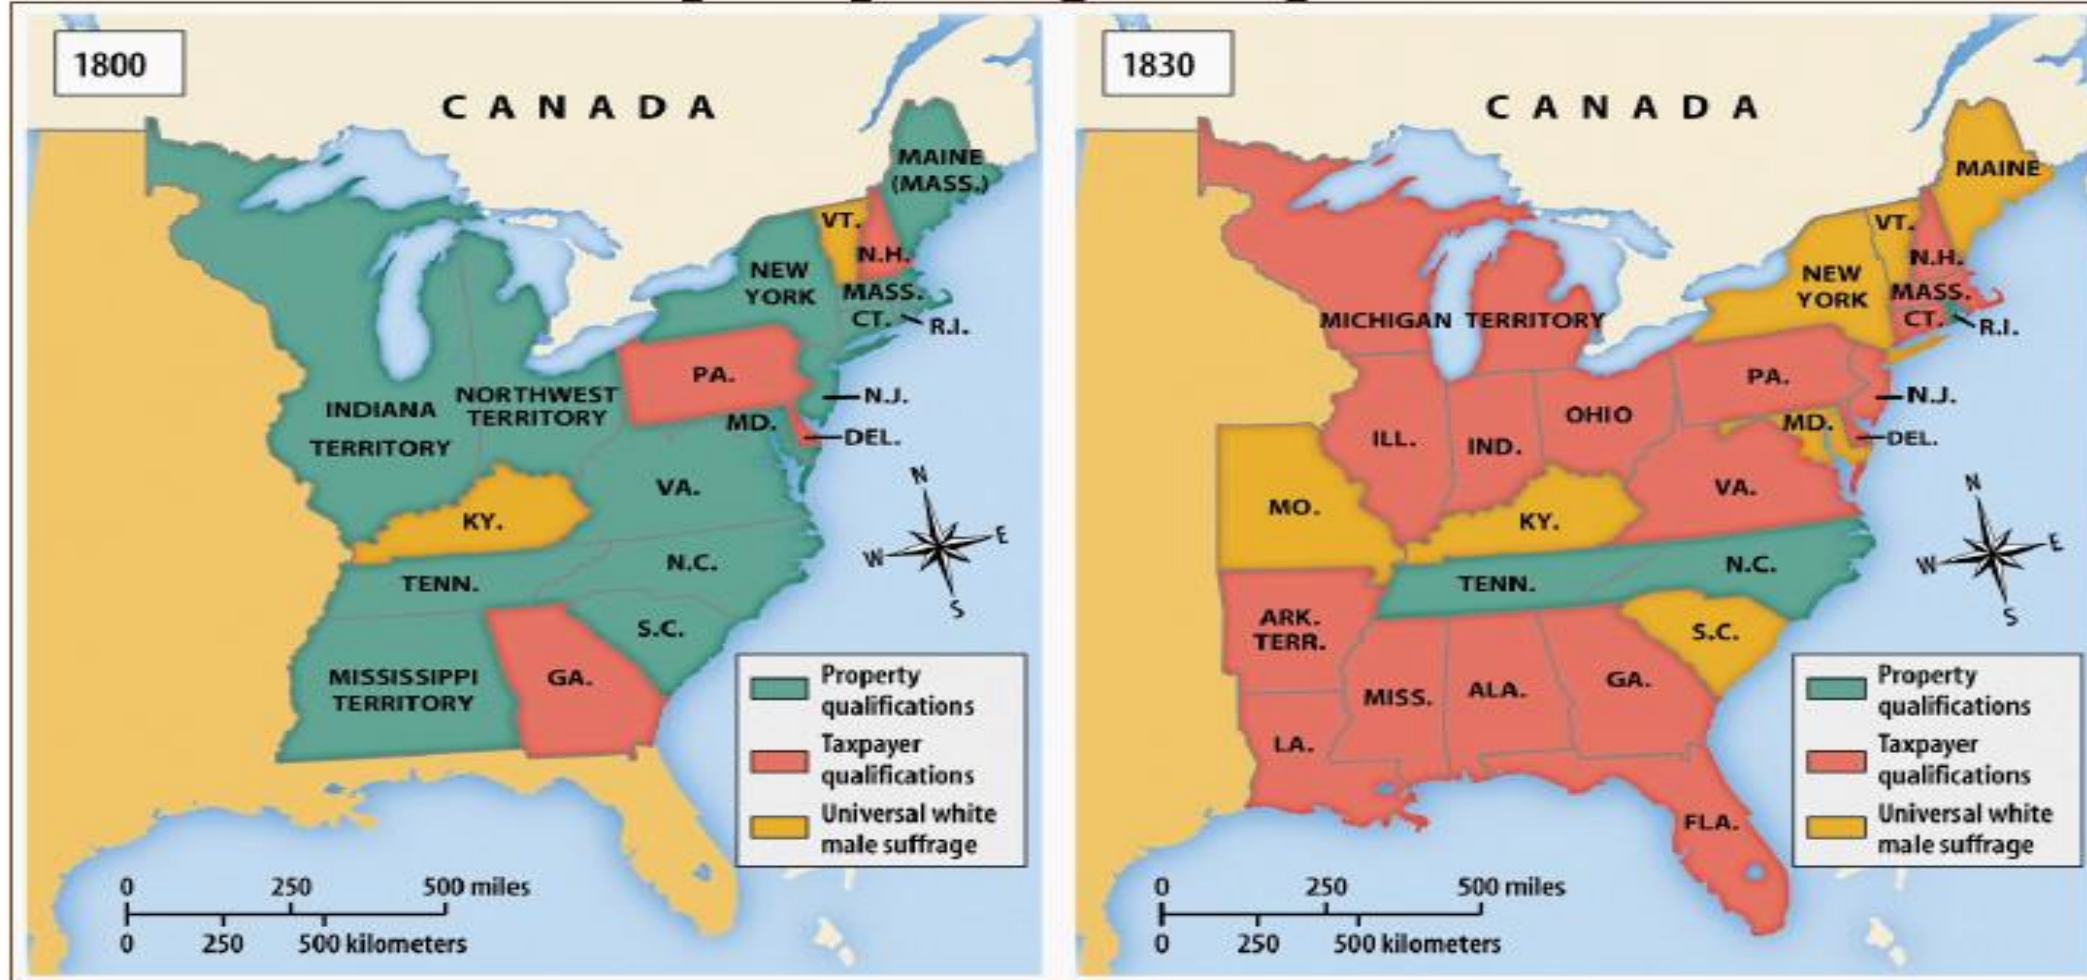 1800
CANADA
MAINE
(MASS.)
VT.
N.H.
NEW
YORK
MASS.
CT.
R.I.
PA.
N.J.
INDIANA
TERRITORY
NORTHWEST
TERRITORY
MD.
DEL.
VA.
KY.
N.C.
TENN.
S.C.
MISSISSIPPI
TERRITORY
GA.
N
E
W
S
Property
qualifications
Taxpayer
qualifications
Universal white
male suffrage
0 250 500 miles
0 250 500 kilometers
1830
CANADA
MAINE
VT.
N.H.
NEW
YORK
MASS.
CT.
R.I.
MICHIGAN TERRITORY
PA.
N.J.
OHIO
ILL.
IND.
MD.
DEL.
MO.
KY.
VA.
N.C.
TENN.
ARK.
TERR.
S.C.
MISS.
ALA.
GA.
LA.
FLA.
N
E
W
S
Property
qualifications
Taxpayer
qualifications
Universal white
male suffrage
0 250 500 miles
0 250 500 kilometers